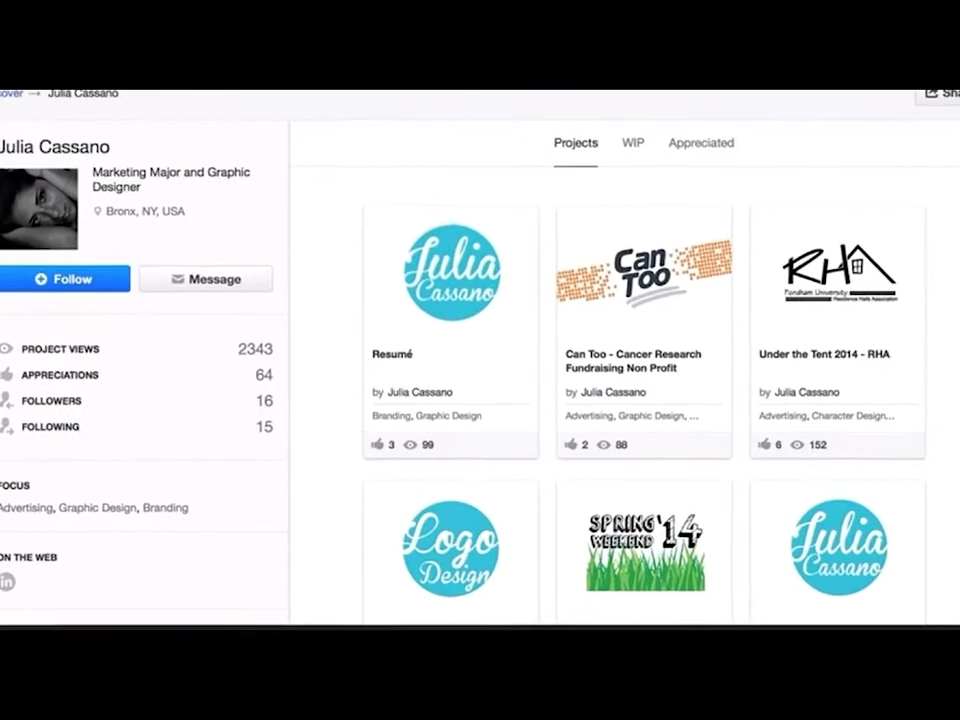 cover → Julia Cassano
Sha
Julia Cassano
Marketing Major and Graphic
Designer
Bronx, NY, USA
Follow
Message
PROJECT VIEWS 2343
APPRECIATIONS 64
FOLLOWERS 16
FOLLOWING 15
FOCUS
Advertising, Graphic Design, Branding
ON THE WEB
in
Projects WIP Appreciated
Julia
Cassano
Can
Too
RHA
Fordham University
Residence Halls Association
Resumé
by Julia Cassano
Branding, Graphic Design
3 99
Can Too - Cancer Research
Fundraising Non Profit
by Julia Cassano
Advertising, Graphic Design, ...
2 88
Under the Tent 2014 - RHA
by Julia Cassano
Advertising, Character Design...
6 152
Logo
Design
SPRING '14
WEEKEND
Julia
Cassano